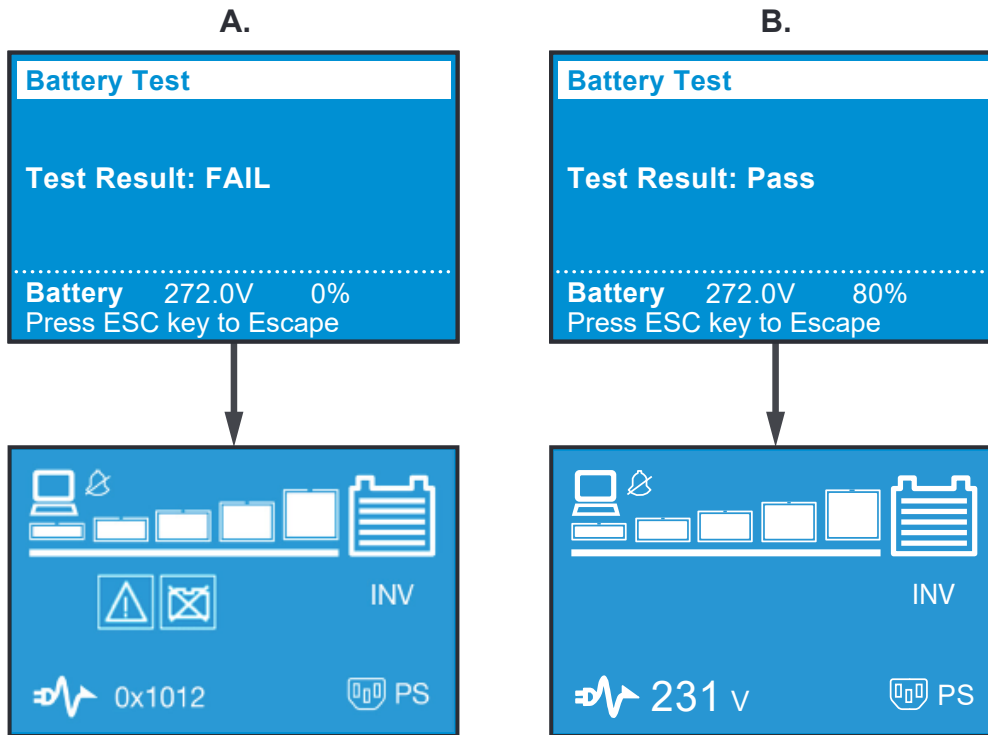 A.
Battery Test
Test Result: FAIL
Battery 272.0V 0%
Press ESC key to Escape
INV
0x1012 PS
B.
Battery Test
Test Result: Pass
Battery 272.0V 80%
Press ESC key to Escape
INV
231 V PS